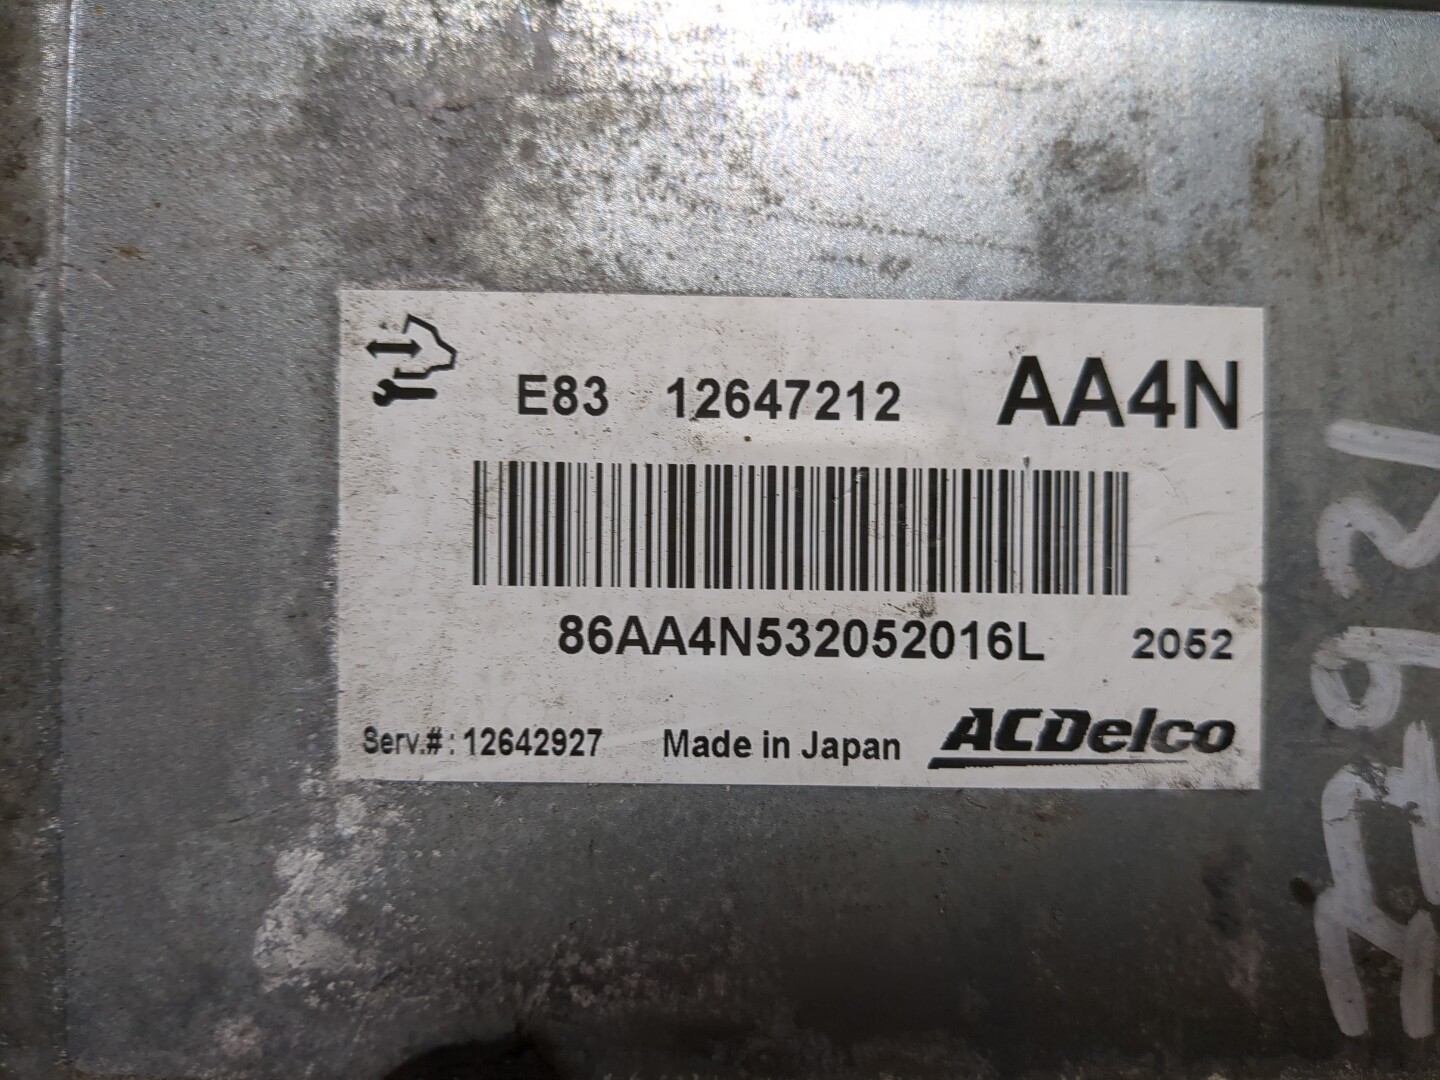 E83 12647212 AA4N
86AA4N532052016L 2052
Serv.#: 12642927 Made in Japan ACDelco